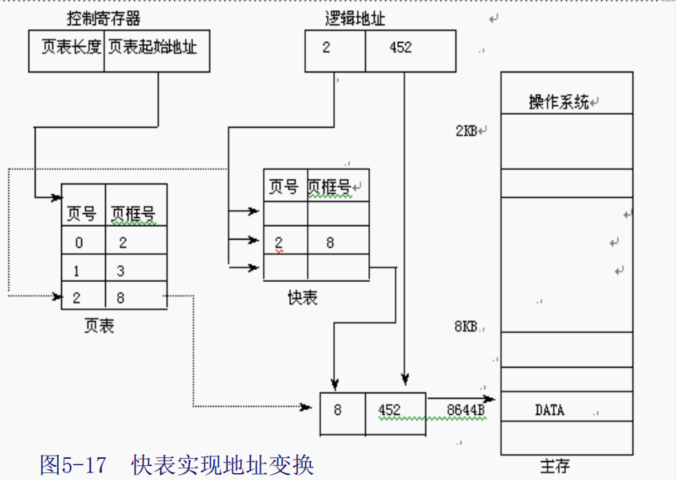 控制寄存器
页表长度 页表起始地址
逻辑地址
2 452
操作系统
2KB
页号 页框号
0 2
1 3
2 8
页表
页号 页框号
2 8
快表
8KB
8 452
8644B
DATA
主存
图5-17 快表实现地址变换